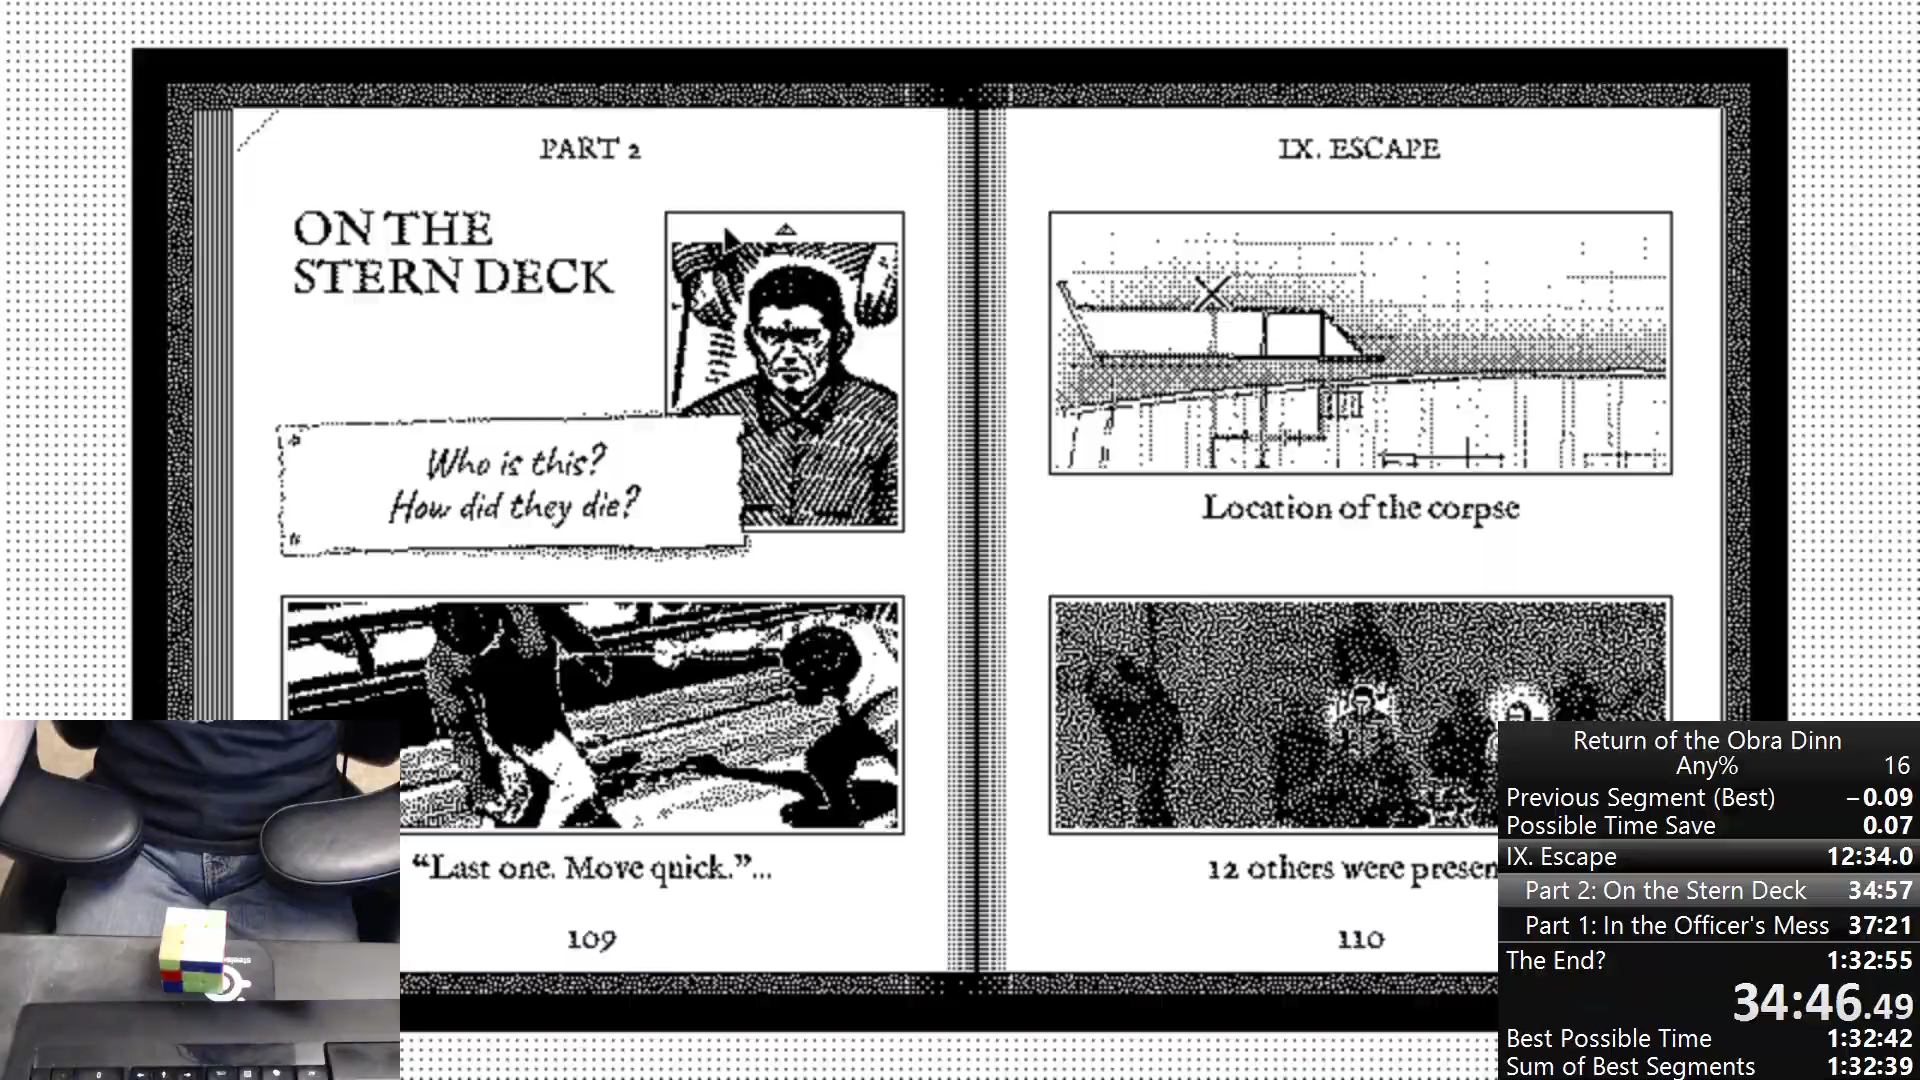 PART 2
ON THE
STERN DECK
Who is this?
How did they die?
"Last one. Move quick."...
109
IX. ESCAPE
Location of the corpse
12 others were presen
110
Return of the Obra Dinn
Any% 16
Previous Segment (Best) −0.09
Possible Time Save 0.07
IX. Escape 12:34.0
Part 2: On the Stern Deck 34:57
Part 1: In the Officer's Mess 37:21
The End? 1:32:55
34:46.49
Best Possible Time 1:32:42
Sum of Best Segments 1:32:39